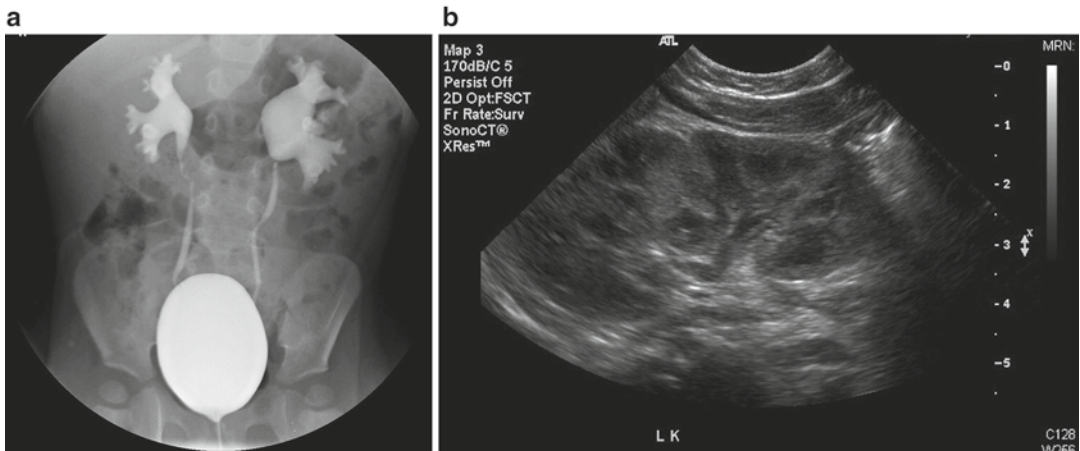 a
b
ATL
Map 3
170dB/C 5
Persist Off
2D Opt:FSCT
Fr Rate:Surv
SonoCT®
XRes™
MRN:
0
1
2
x
3
4
5
L K
C128
W256